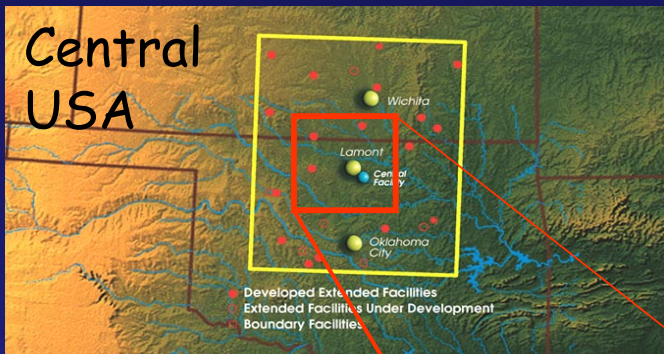 Central
USA
Wichita
Lamont
Central
Facility
Oklahoma
City
Developed Extended Facilities
Extended Facilities Under Development
Boundary Facilities